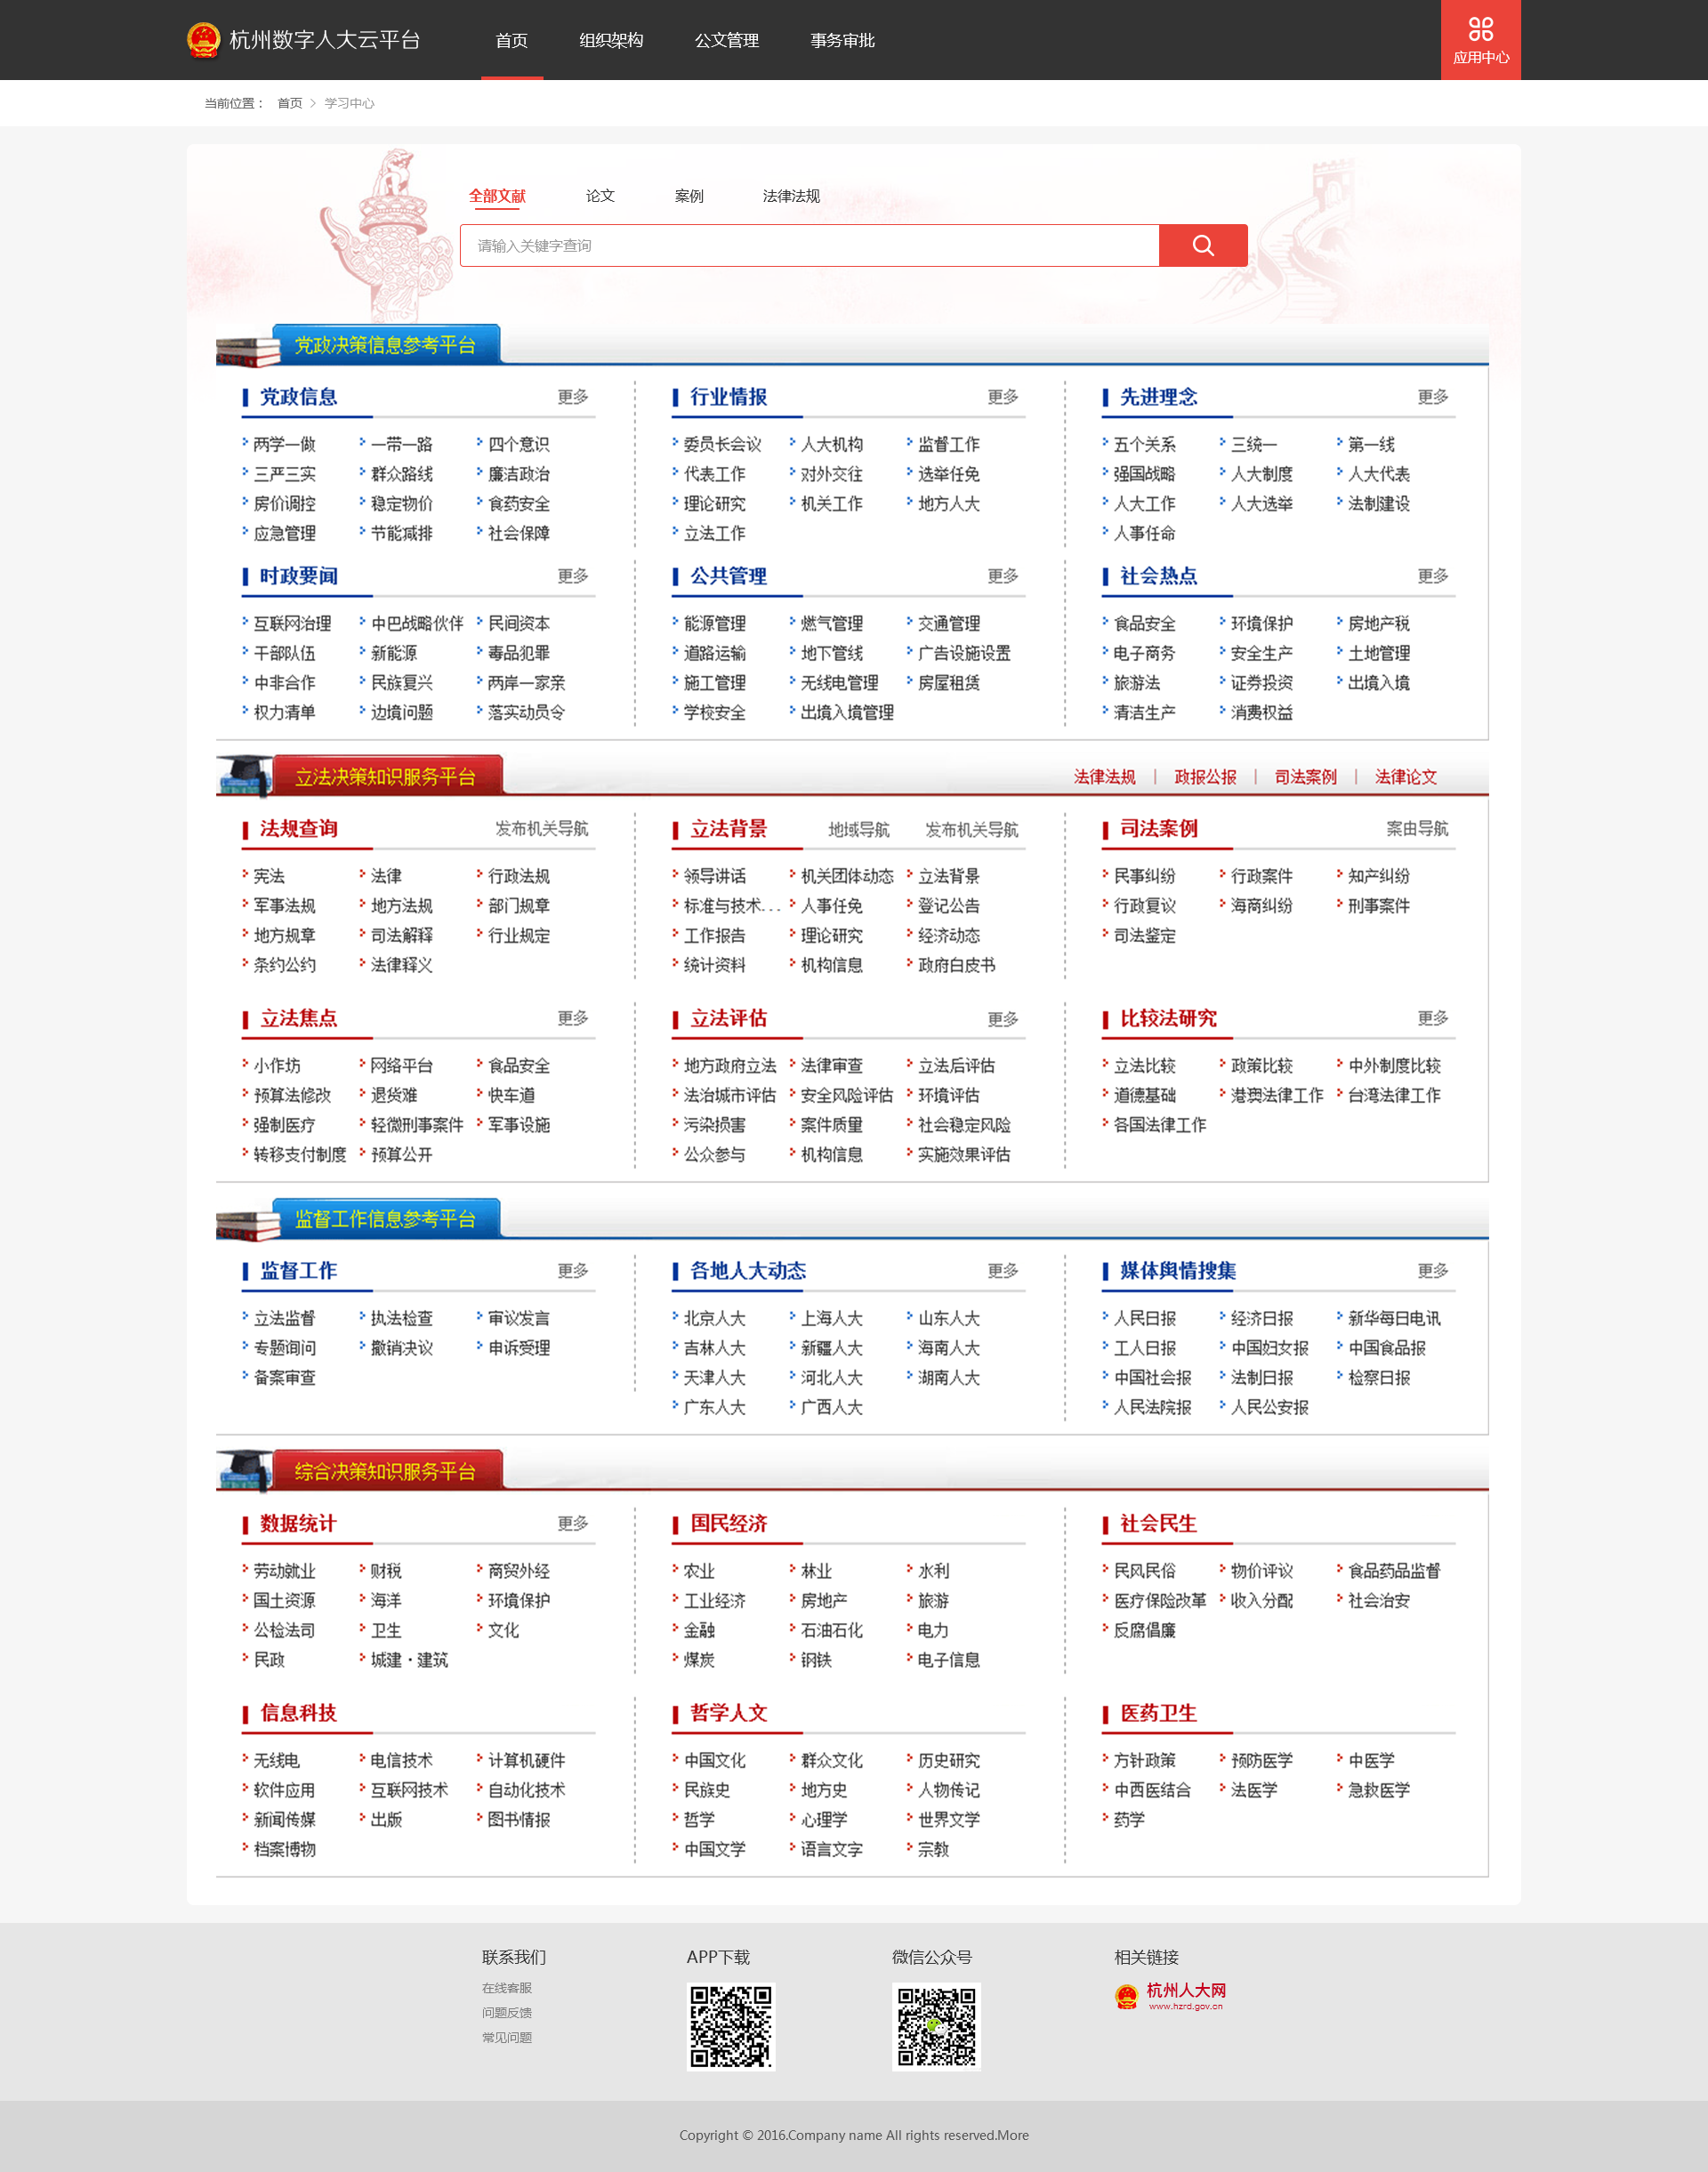 杭州数字人大云平台 首页 组织架构 公文管理 事务审批 应用中心
当前位置： 首页 > 学习中心
全部文献 论文 案例 法律法规
请输入关键字查询
党政决策信息参考平台
党政信息 更多 行业情报 更多 先进理念 更多
两学一做 一带一路 四个意识 委员长会议 人大机构 监督工作 五个关系 三统一 第一线
三严三实 群众路线 廉洁政治 代表工作 对外交往 选举任免 强国战略 人大制度 人大代表
房价调控 稳定物价 食药安全 理论研究 机关工作 地方人大 人大工作 人大选举 法制建设
应急管理 节能减排 社会保障 立法工作 人事任命
时政要闻 更多 公共管理 更多 社会热点 更多
互联网治理 中巴战略伙伴 民间资本 能源管理 燃气管理 交通管理 食品安全 环境保护 房地产税
干部队伍 新能源 毒品犯罪 道路运输 地下管线 广告设施设置 电子商务 安全生产 土地管理
中非合作 民族复兴 两岸一家亲 施工管理 无线电管理 房屋租赁 旅游法 证券投资 出境入境
权力清单 边境问题 落实动员令 学校安全 出境入境管理 清洁生产 消费权益
立法决策知识服务平台 法律法规 | 政报公报 | 司法案例 | 法律论文
法规查询 发布机关导航 立法背景 地域导航 发布机关导航 司法案例 案由导航
宪法 法律 行政法规 领导讲话 机关团体动态 立法背景 民事纠纷 行政案件 知产纠纷
军事法规 地方法规 部门规章 标准与技术... 人事任免 登记公告 行政复议 海商纠纷 刑事案件
地方规章 司法解释 行业规定 工作报告 理论研究 经济动态 司法鉴定
条约公约 法律释义 统计资料 机构信息 政府白皮书
立法焦点 更多 立法评估 更多 比较法研究 更多
小作坊 网络平台 食品安全 地方政府立法 法律审查 立法后评估 立法比较 政策比较 中外制度比较
预算法修改 退货难 快车道 法治城市评估 安全风险评估 环境评估 道德基础 港澳法律工作 台湾法律工作
强制医疗 轻微刑事案件 军事设施 污染损害 案件质量 社会稳定风险 各国法律工作
转移支付制度 预算公开 公众参与 机构信息 实施效果评估
监督工作信息参考平台
监督工作 更多 各地人大动态 更多 媒体舆情搜集 更多
立法监督 执法检查 审议发言 北京人大 上海人大 山东人大 人民日报 经济日报 新华每日电讯
专题询问 撤销决议 申诉受理 吉林人大 新疆人大 海南人大 工人日报 中国妇女报 中国食品报
备案审查 天津人大 河北人大 湖南人大 中国社会报 法制日报 检察日报
广东人大 广西人大 人民法院报 人民公安报
综合决策知识服务平台
数据统计 更多 国民经济 社会民生
劳动就业 财税 商贸外经 农业 林业 水利 民风民俗 物价评议 食品药品监督
国土资源 海洋 环境保护 工业经济 房地产 旅游 医疗保险改革 收入分配 社会治安
公检法司 卫生 文化 金融 石油石化 电力 反腐倡廉
民政 城建·建筑 煤炭 钢铁 电子信息
信息科技 哲学人文 医药卫生
无线电 电信技术 计算机硬件 中国文化 群众文化 历史研究 方针政策 预防医学 中医学
软件应用 互联网技术 自动化技术 民族史 地方史 人物传记 中西医结合 法医学 急救医学
新闻传媒 出版 图书情报 哲学 心理学 世界文学 药学
档案博物 中国文学 语言文字 宗教
联系我们 APP下载 微信公众号 相关链接
在线客服 杭州人大网
www.hzrd.gov.cn
问题反馈
常见问题
Copyright © 2016.Company name All rights reserved.More